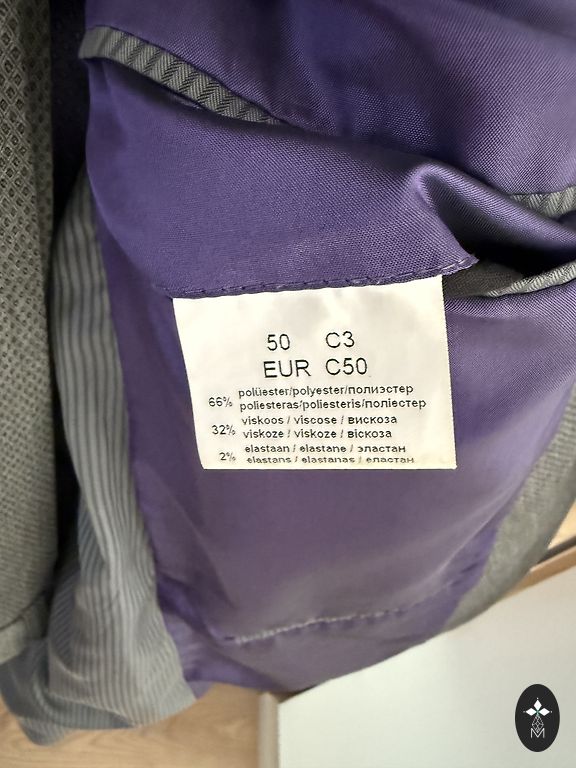 50 C3
EUR C50
66% polüester/polyester/полиэстер
poliesteras/poliesteris/поліестер
32% viskoos / viscose / вискоза
viskoze / viskoze / віскоза
2% elastaan / elastane / эластан
elastans / elastanas / еластан
M